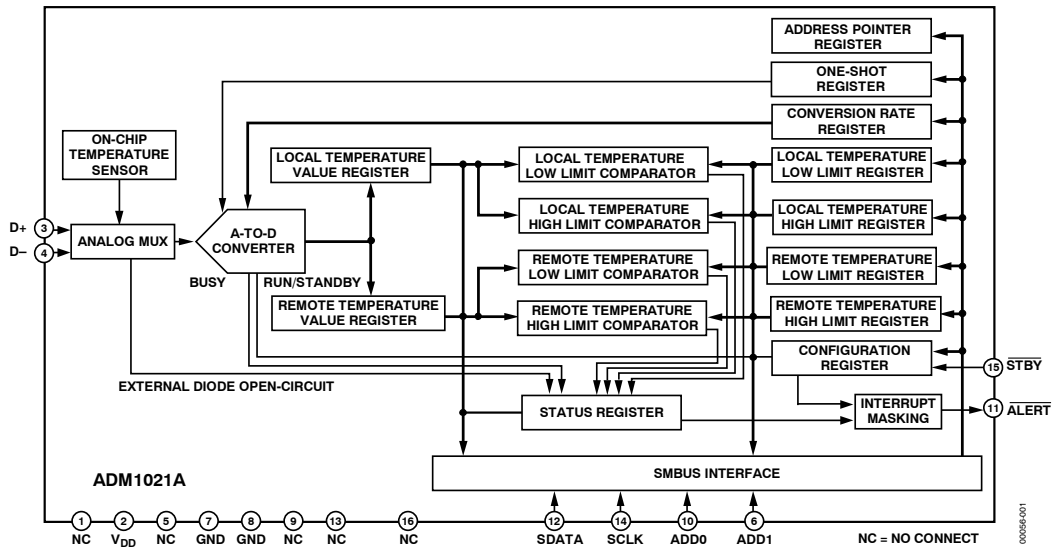 ADDRESS POINTER
REGISTER
ONE-SHOT
REGISTER
CONVERSION RATE
REGISTER
ON-CHIP
TEMPERATURE
SENSOR
LOCAL TEMPERATURE
VALUE REGISTER
LOCAL TEMPERATURE
LOW LIMIT COMPARATOR
LOCAL TEMPERATURE
LOW LIMIT REGISTER
LOCAL TEMPERATURE
HIGH LIMIT COMPARATOR
LOCAL TEMPERATURE
HIGH LIMIT REGISTER
D+
3
D–
4
ANALOG MUX
A-TO-D
CONVERTER
BUSY
RUN/STANDBY
REMOTE TEMPERATURE
LOW LIMIT COMPARATOR
REMOTE TEMPERATURE
LOW LIMIT REGISTER
REMOTE TEMPERATURE
VALUE REGISTER
REMOTE TEMPERATURE
HIGH LIMIT COMPARATOR
REMOTE TEMPERATURE
HIGH LIMIT REGISTER
CONFIGURATION
REGISTER
15
STBY
EXTERNAL DIODE OPEN-CIRCUIT
STATUS REGISTER
INTERRUPT
MASKING
11
ALERT
SMBUS INTERFACE
ADM1021A
1
2
5
7
8
9
13
16
12
14
10
6
NC
VDD
NC
GND
GND
NC
NC
NC
SDATA
SCLK
ADD0
ADD1
NC = NO CONNECT
00056-001